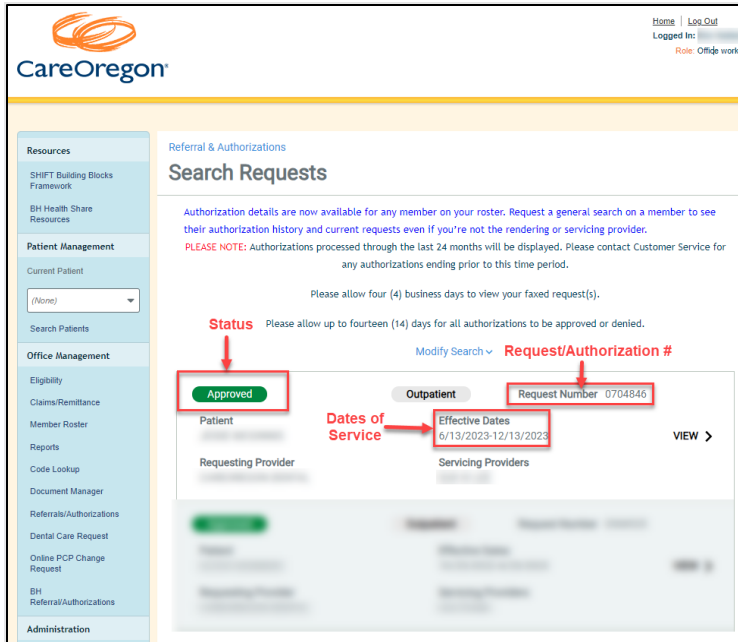 Home | Log Out
Logged In:
Role: Office work
CareOregon
Resources
SHIFT Building Blocks
Framework
BH Health Share
Resources
Patient Management
Current Patient
(None)
Search Patients
Office Management
Eligibility
Claims/Remittance
Member Roster
Reports
Code Lookup
Document Manager
Referrals/Authorizations
Dental Care Request
Online PCP Change
Request
BH
Referral/Authorizations
Administration
Referral & Authorizations
Search Requests
Authorization details are now available for any member on your roster. Request a general search on a member to see
their authorization history and current requests even if you're not the rendering or servicing provider.
PLEASE NOTE: Authorizations processed through the last 24 months will be displayed. Please contact Customer Service for
any authorizations ending prior to this time period.
Please allow four (4) business days to view your faxed request(s).
Status
Please allow up to fourteen (14) days for all authorizations to be approved or denied.
Modify Search
Request/Authorization #
Approved
Outpatient
Request Number 0704846
Patient
Dates of
Service
Effective Dates
6/13/2023-12/13/2023
VIEW
Requesting Provider
Servicing Providers